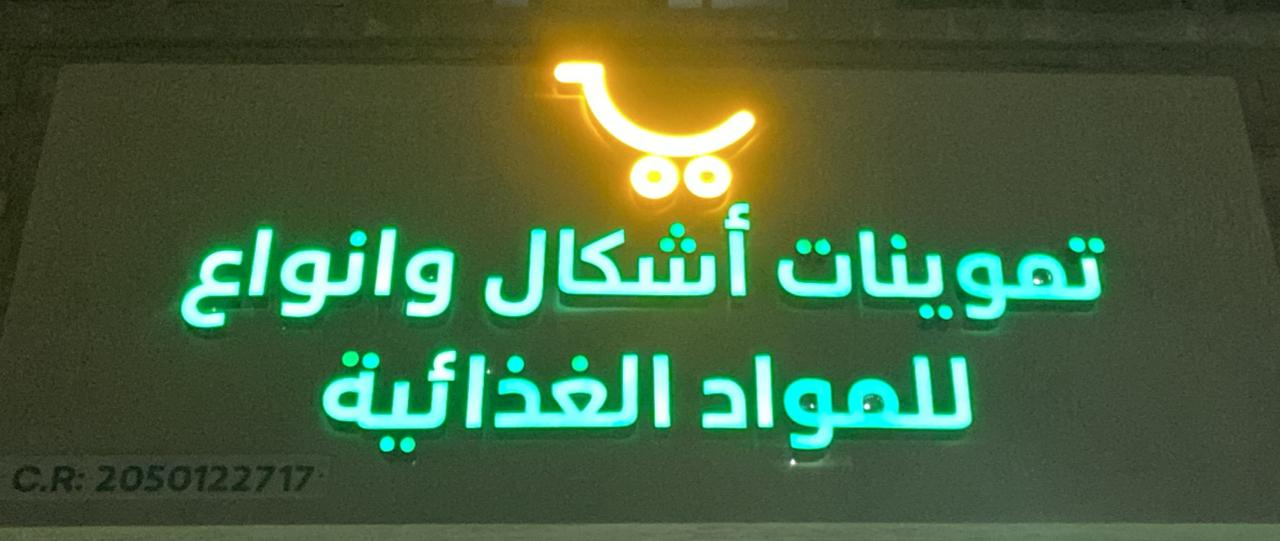 تموينات أشكال وانواع
للمواد الغذائية
C.R: 2050122717